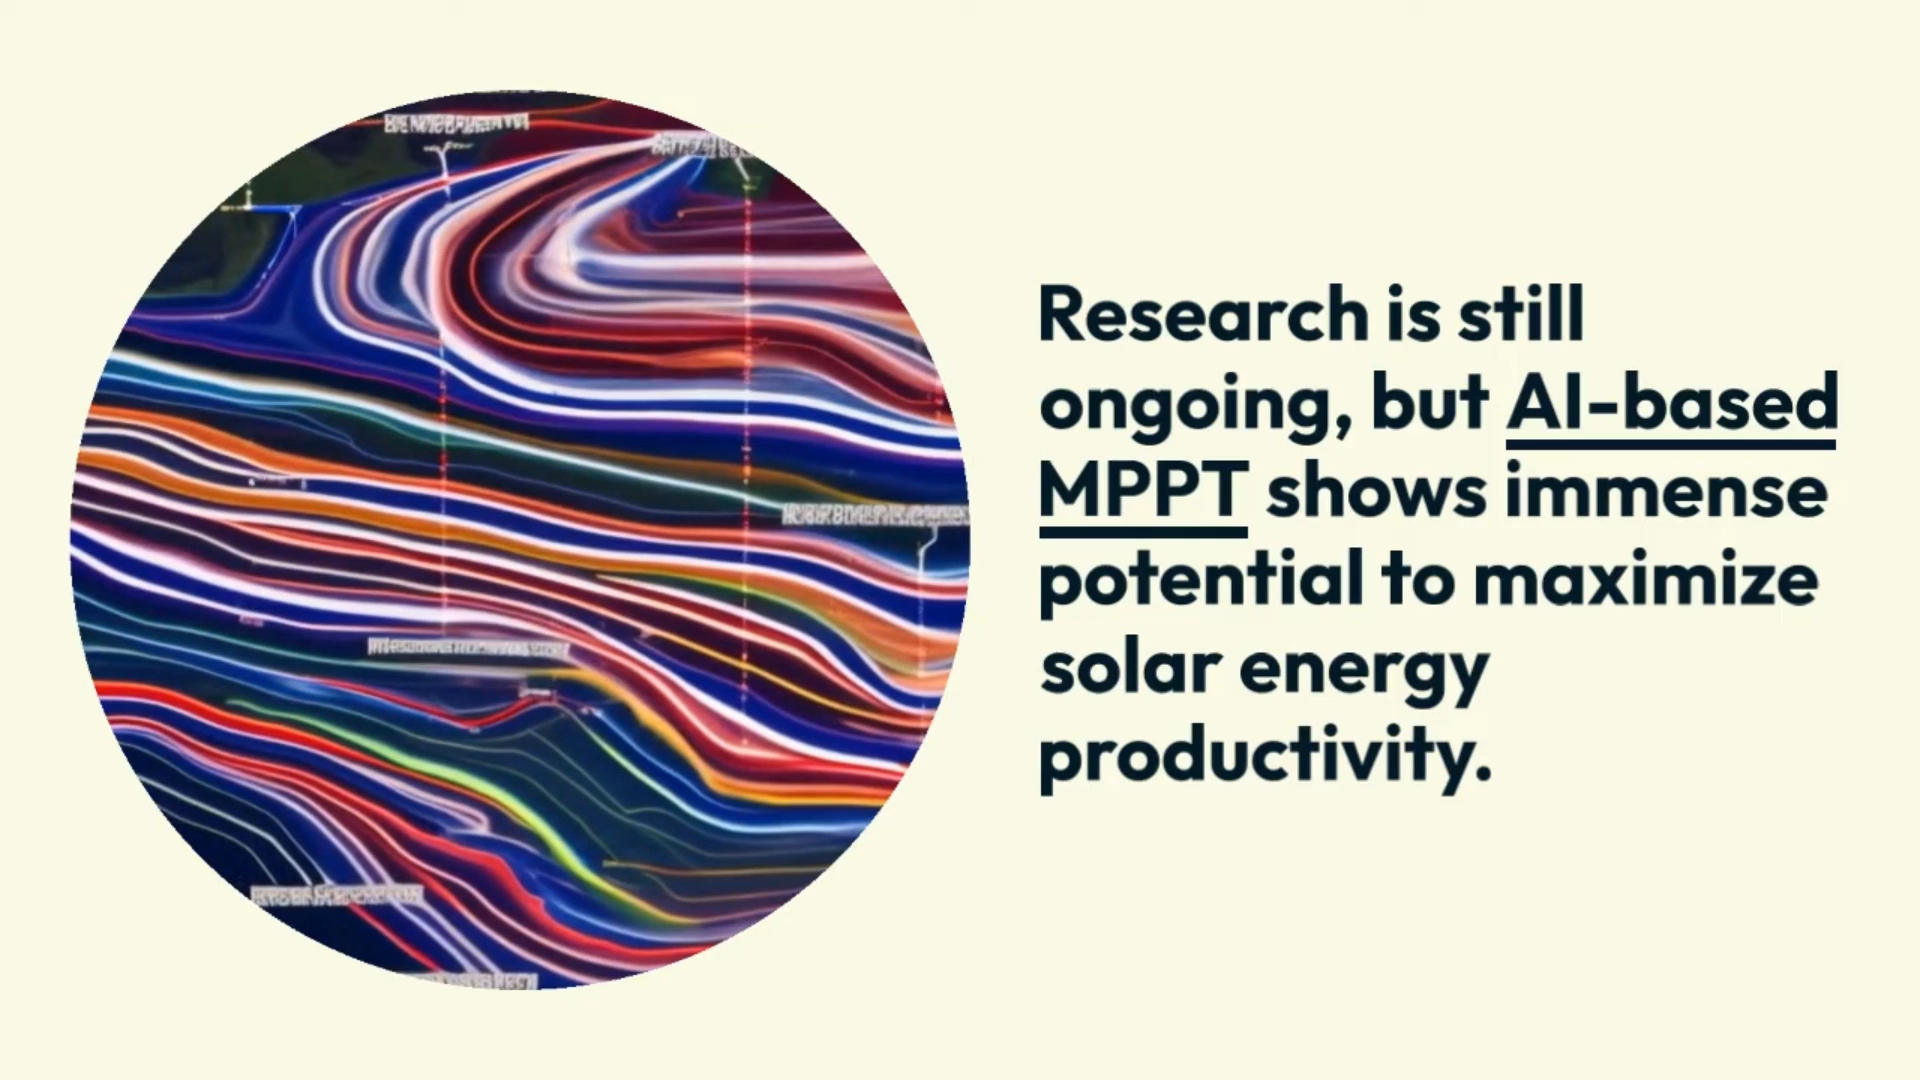 Research is still
ongoing, but AI-based
MPPT shows immense
potential to maximize
solar energy
productivity.